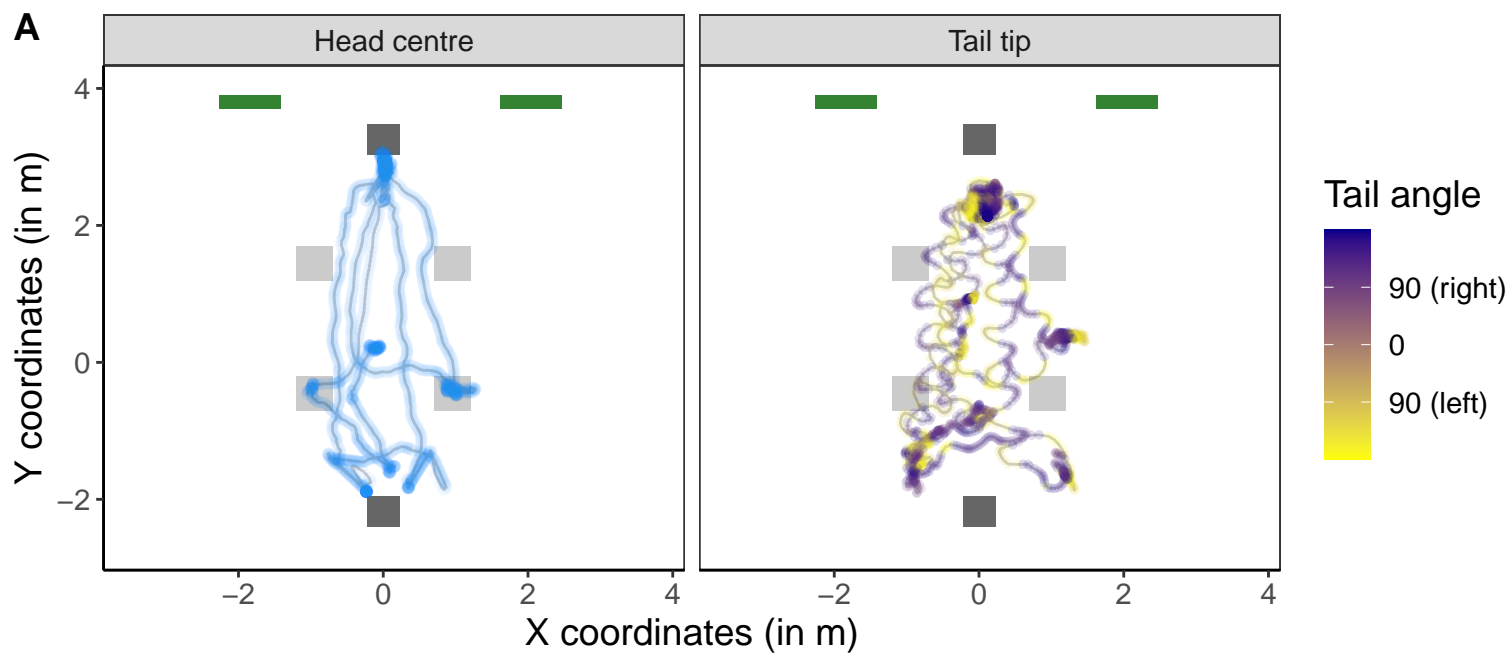 A
Head centre
Tail tip
4
2
0
−2
Y coordinates (in m)
−2
0
2
4
−2
0
2
4
X coordinates (in m)
Tail angle
90 (right)
0
90 (left)